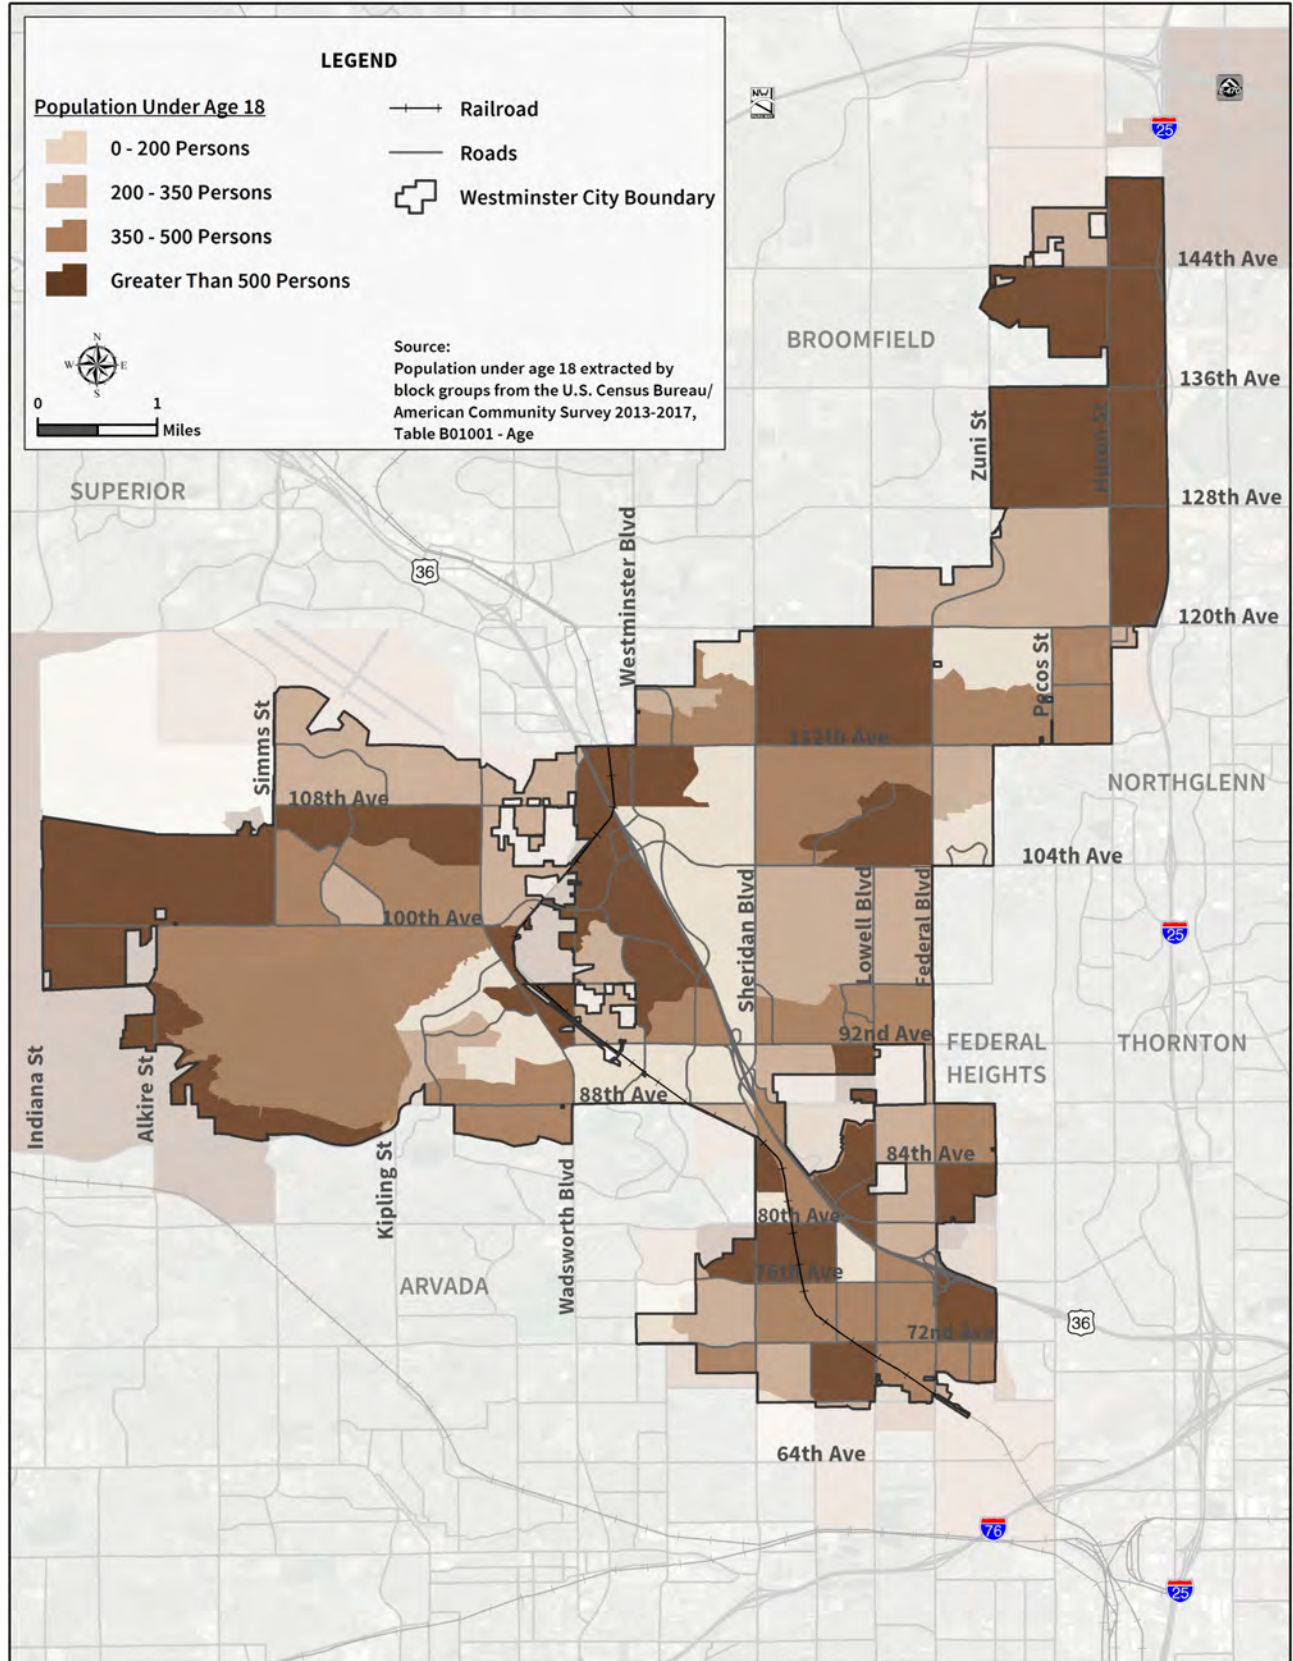 LEGEND
Population Under Age 18
0 - 200 Persons
200 - 350 Persons
350 - 500 Persons
Greater Than 500 Persons
Railroad
Roads
Westminster City Boundary
N
W E
S
0 1
Miles
Source:
Population under age 18 extracted by
block groups from the U.S. Census Bureau/
American Community Survey 2013-2017,
Table B01001 - Age
NW
E-470
25
144th Ave
BROOMFIELD
136th Ave
Zuni St
Huron St
SUPERIOR
128th Ave
Westminster Blvd
36
120th Ave
Pecos St
Simms St
112th Ave
NORTHGLENN
108th Ave
104th Ave
Sheridan Blvd
Lowell Blvd
Federal Blvd
100th Ave
25
92nd Ave
FEDERAL
HEIGHTS
THORNTON
Indiana St
Alkire St
88th Ave
84th Ave
Kipling St
Wadsworth Blvd
80th Ave
76th Ave
ARVADA
36
72nd Ave
64th Ave
76
25